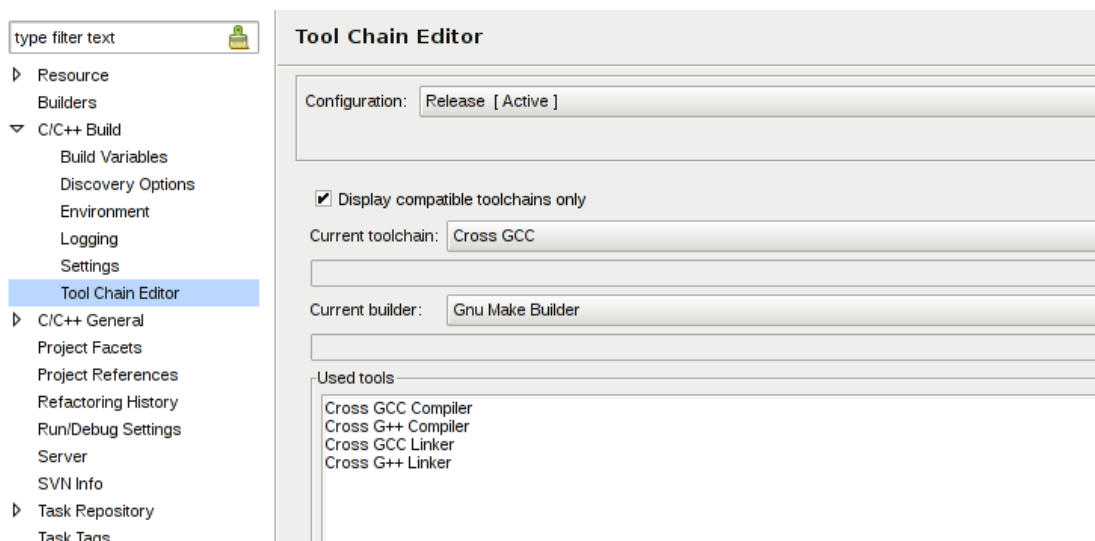 type filter text
Resource
Builders
C/C++ Build
Build Variables
Discovery Options
Environment
Logging
Settings
Tool Chain Editor
C/C++ General
Project Facets
Project References
Refactoring History
Run/Debug Settings
Server
SVN Info
Task Repository
Task Tags
Tool Chain Editor
Configuration: Release [ Active ]
Display compatible toolchains only
Current toolchain: Cross GCC
Current builder: Gnu Make Builder
Used tools
Cross GCC Compiler
Cross G++ Compiler
Cross GCC Linker
Cross G++ Linker